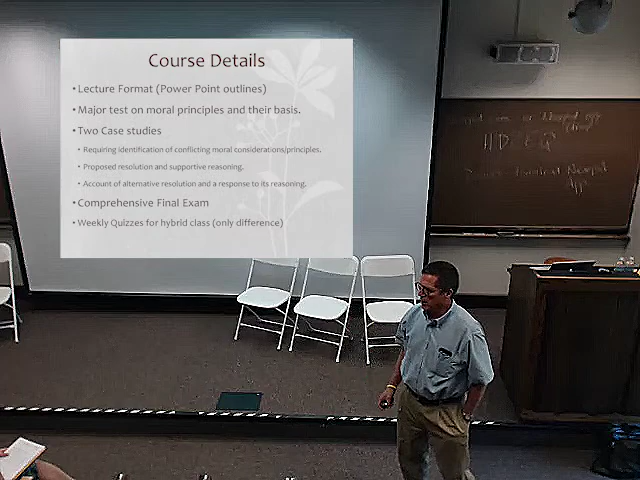 Course Details
• Lecture Format (Power Point outlines)
• Major test on moral principles and their basis.
• Two Case studies
• Requiring identification of conflicting moral considerations/principles.
• Proposed resolution and supportive reasoning.
• Account of alternative resolution and a response to its reasoning.
• Comprehensive Final Exam
• Weekly Quizzes for hybrid class (only difference)